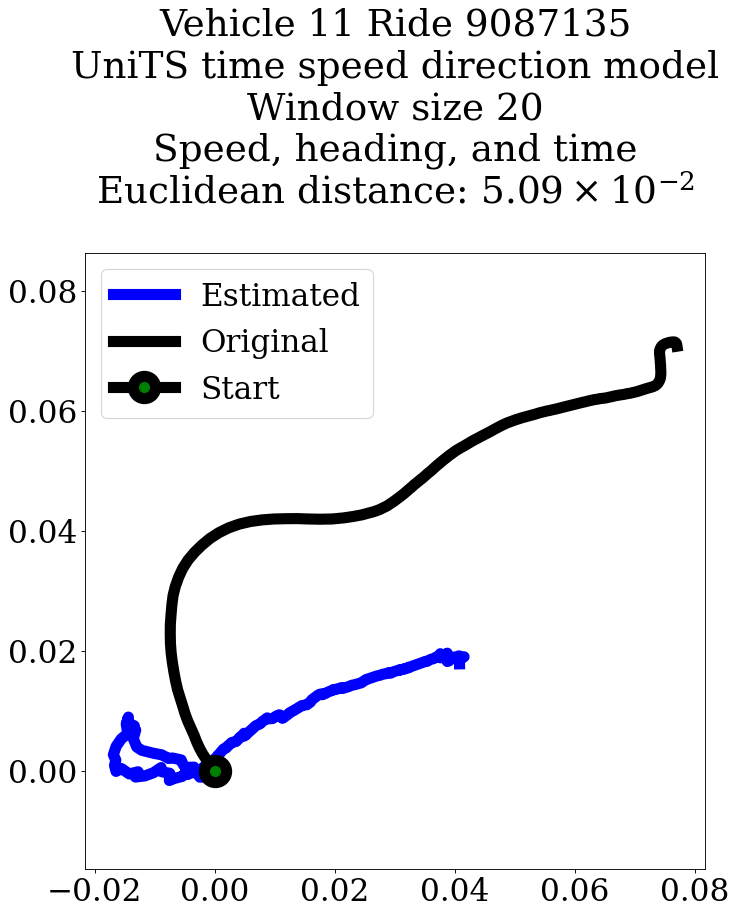 Vehicle 11 Ride 9087135
UniTS time speed direction model
Window size 20
Speed, heading, and time
Euclidean distance: 5.09 × 10⁻²
0.08
0.06
0.04
0.02
0.00
Estimated
Original
Start
−0.02 0.00 0.02 0.04 0.06 0.08